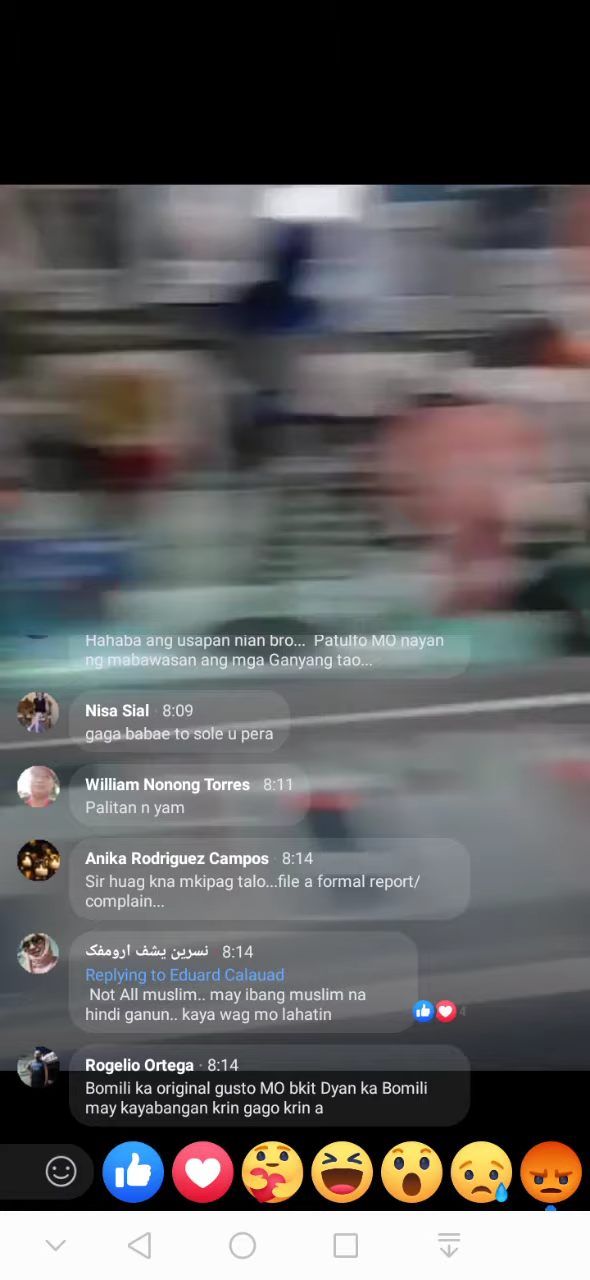 Hahaba ang usapan nian bro... Patulfo MO nayan
ng mabawasan ang mga Ganyang tao...
Nisa Sial · 8:09
gaga babae to sole u pera
William Nonong Torres 8:11
Palitan n yam
Anika Rodriguez Campos · 8:14
Sir huag kna mkipag talo...file a formal report/
complain...
نسرين يشف ارومفک · 8:14
Replying to Eduard Calauad
Not All muslim.. may ibang muslim na
hindi ganun.. kaya wag mo lahatin
4
Rogelio Ortega · 8:14
Bomili ka original gusto MO bkit Dyan ka Bomili
may kayabangan krin gago krin a